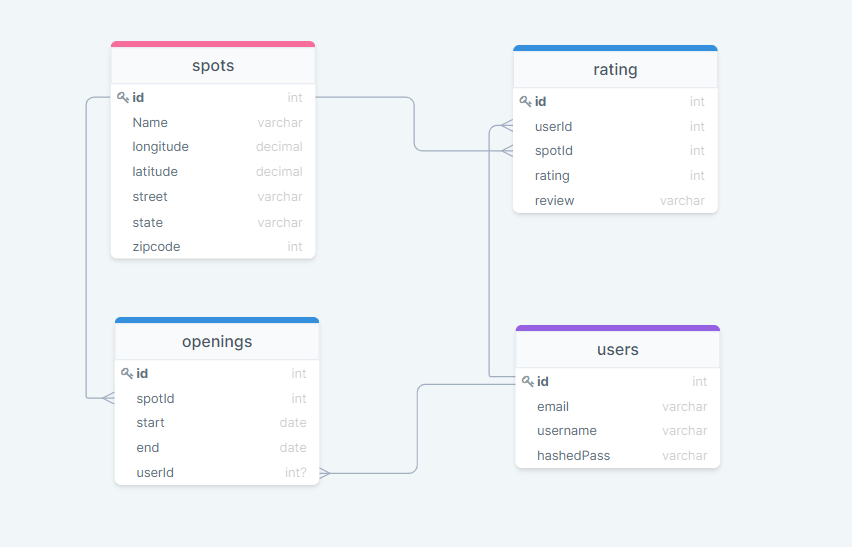 spots
id int
Name varchar
longitude decimal
latitude decimal
street varchar
state varchar
zipcode int
rating
id int
userId int
spotId int
rating int
review varchar
openings
id int
spotId int
start date
end date
userId int?
users
id int
email varchar
username varchar
hashedPass varchar